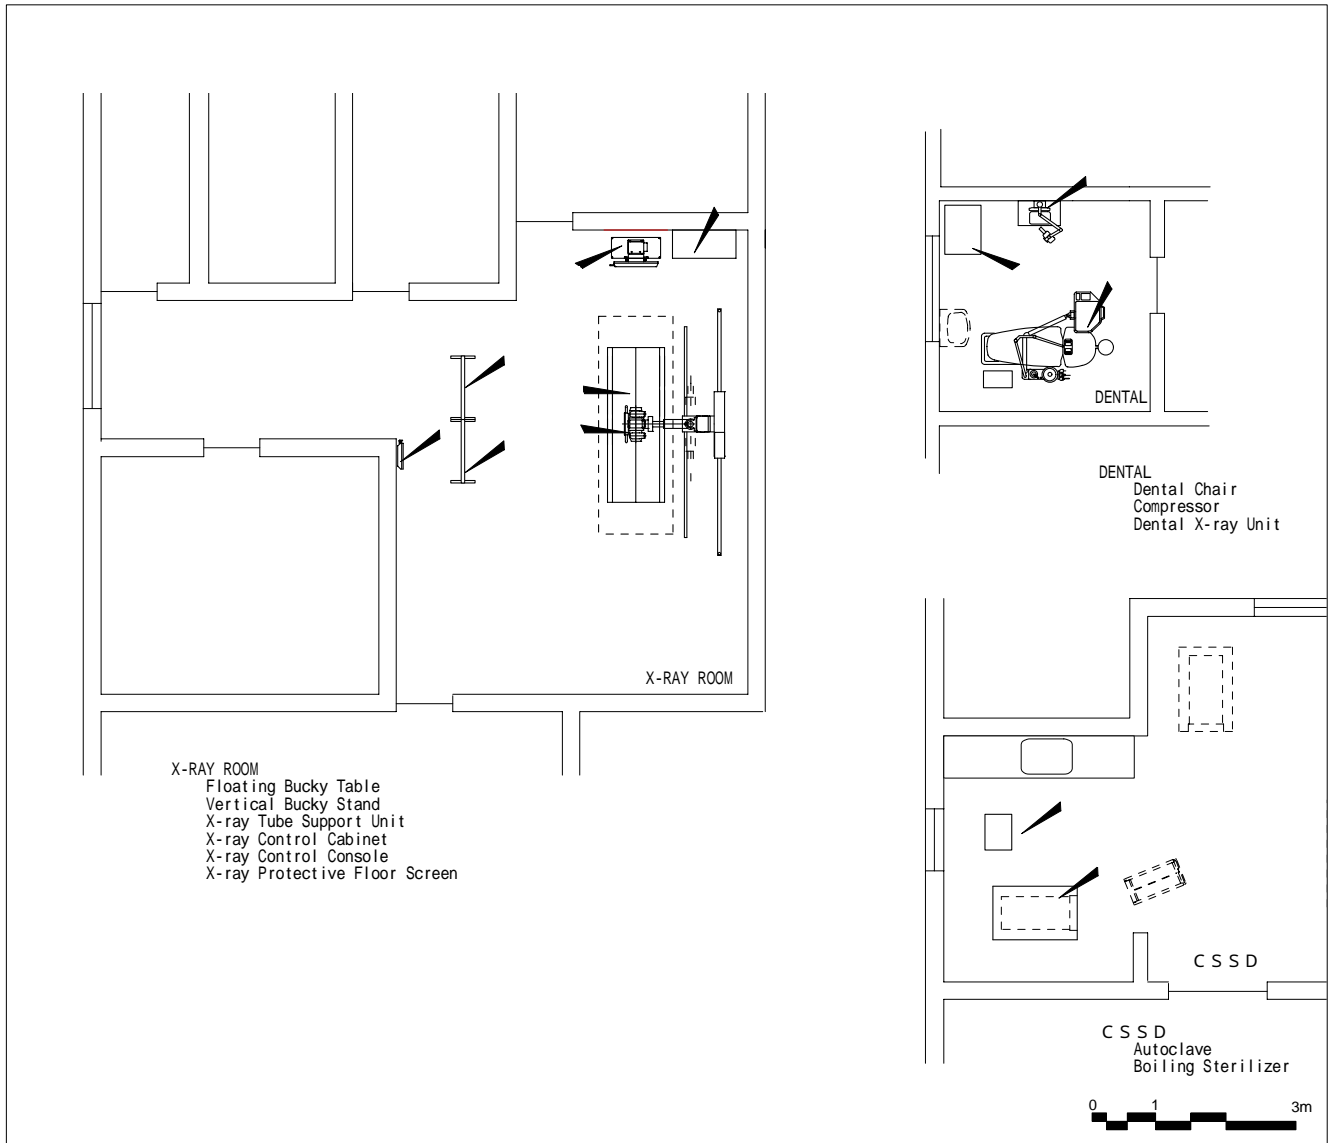 DENTAL
DENTAL
Dental Chair
Compressor
Dental X-ray Unit
X-RAY ROOM
X-RAY ROOM
Floating Bucky Table
Vertical Bucky Stand
X-ray Tube Support Unit
X-ray Control Cabinet
X-ray Control Console
X-ray Protective Floor Screen
CSSD
CSSD
Autoclave
Boiling Sterilizer
0 1 3m